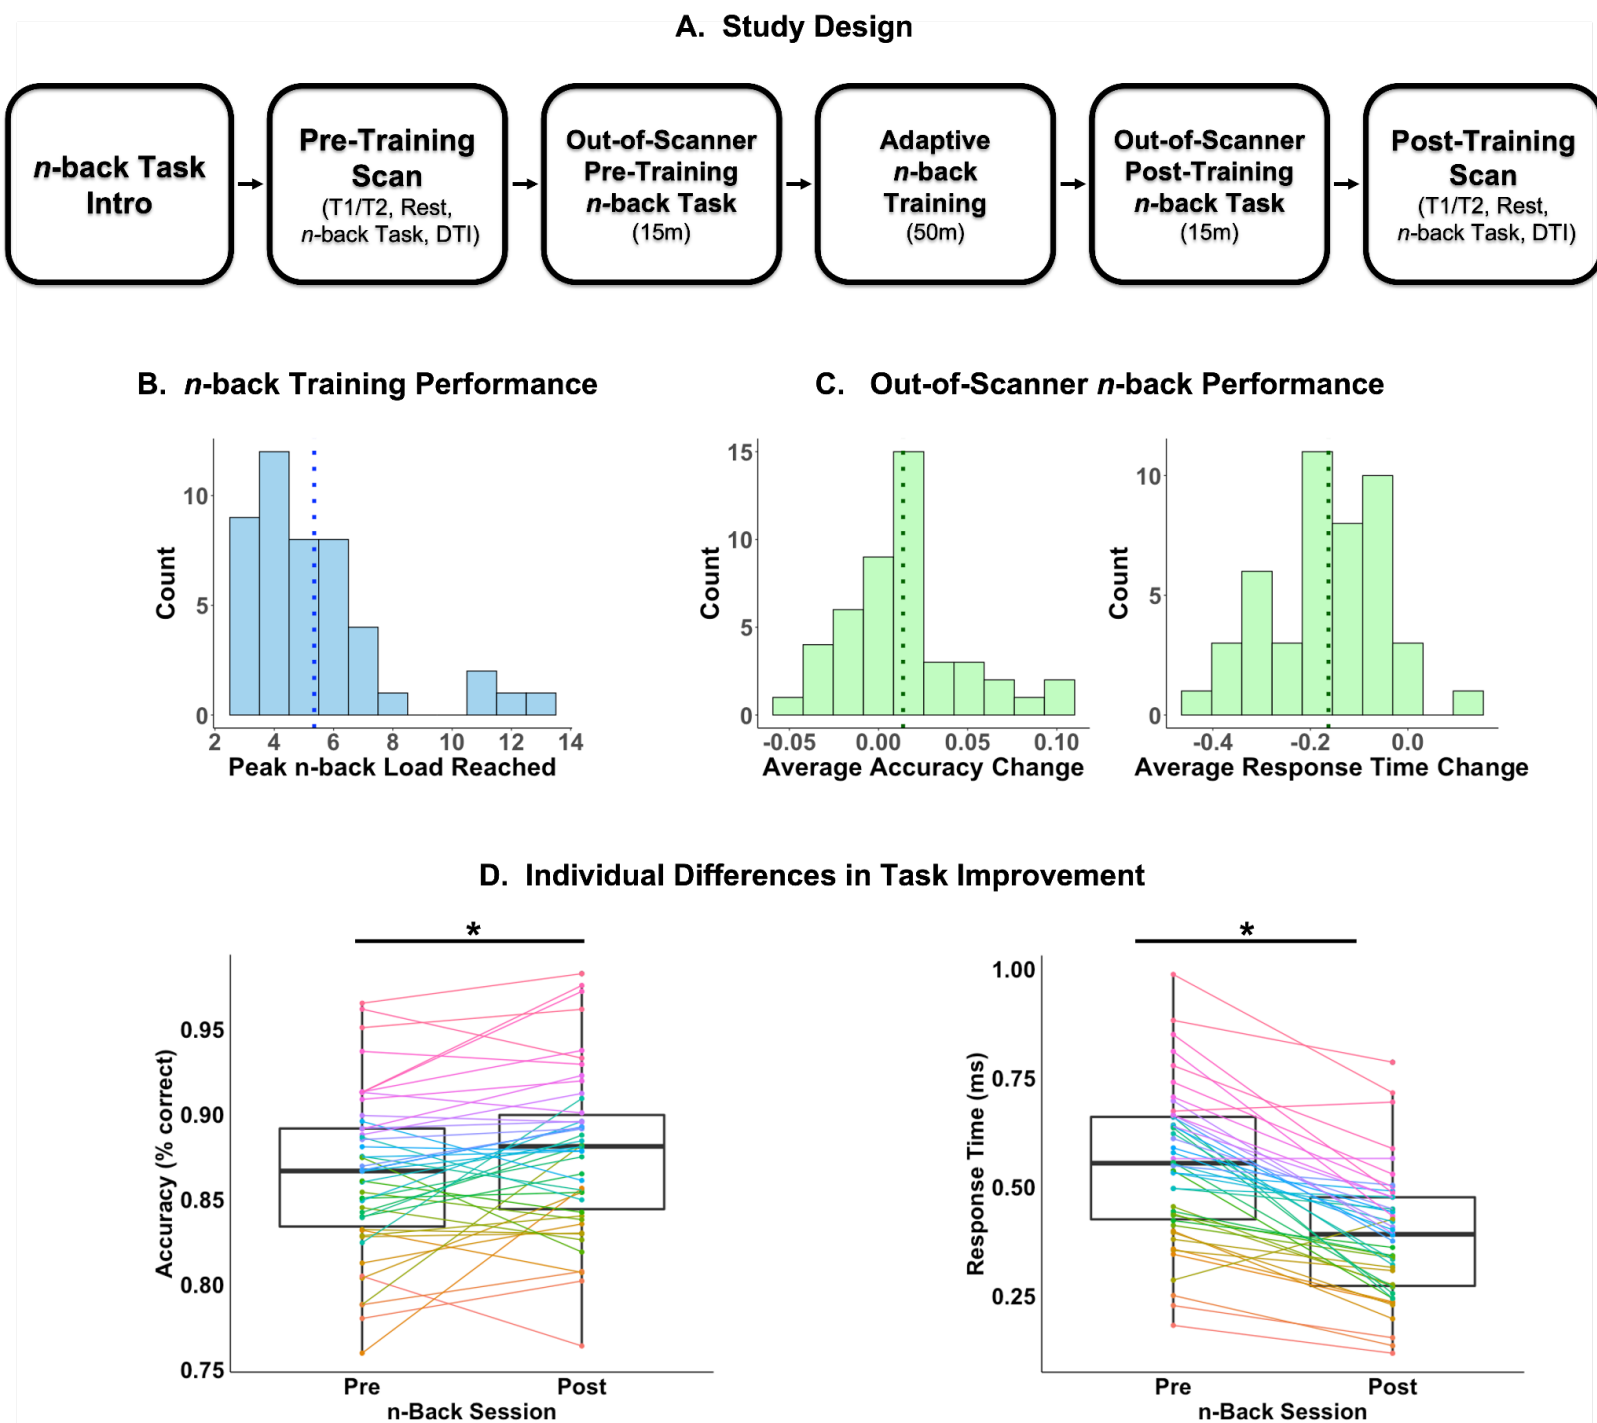 A. Study Design
n-back Task
Intro
Pre-Training
Scan
(T1/T2, Rest,
n-back Task, DTI)
Out-of-Scanner
Pre-Training
n-back Task
(15m)
Adaptive
n-back
Training
(50m)
Out-of-Scanner
Post-Training
n-back Task
(15m)
Post-Training
Scan
(T1/T2, Rest,
n-back Task, DTI)
B. n-back Training Performance
Count
10
5
0
2 4 6 8 10 12 14
Peak n-back Load Reached
C. Out-of-Scanner n-back Performance
Count
15
10
5
0
-0.05 0.00 0.05 0.10
Average Accuracy Change
Count
10
5
0
-0.4 -0.2 0.0
Average Response Time Change
D. Individual Differences in Task Improvement
*
Accuracy (% correct)
0.95
0.90
0.85
0.80
0.75
Pre Post
n-Back Session
*
Response Time (ms)
1.00
0.75
0.50
0.25
Pre Post
n-Back Session